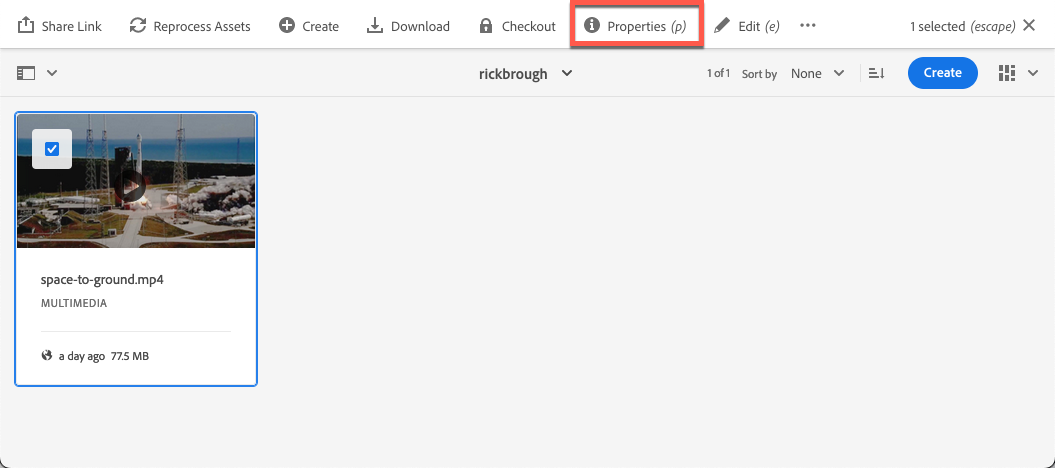 Share Link Reprocess Assets Create Download Checkout Properties (p) Edit (e) 1 selected (escape)
rickbrough 1 of 1 Sort by None Create
space-to-ground.mp4
MULTIMEDIA
a day ago 77.5 MB